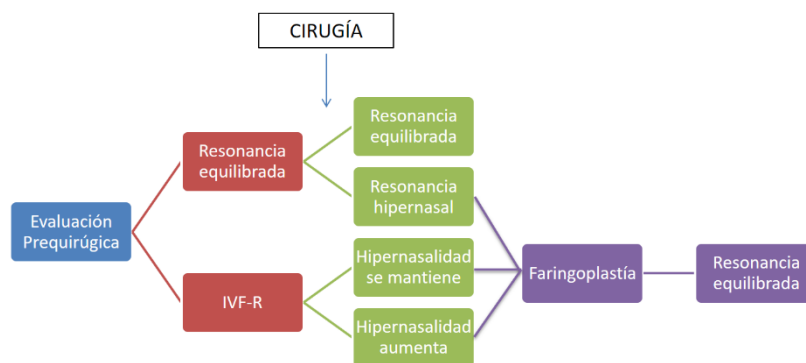 CIRUGÍA
Evaluación
Prequirúgica
Resonancia
equilibrada
IVF-R
Resonancia
equilibrada
Resonancia
hipernasal
Hipernasalidad
se mantiene
Hipernasalidad
aumenta
Faringoplastía
Resonancia
equilibrada